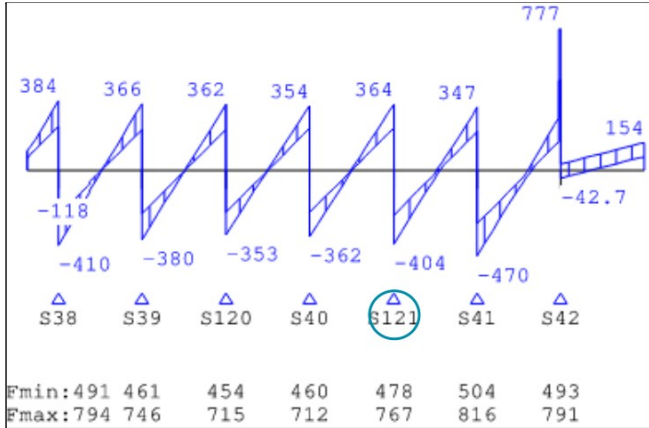 777
384 366 362 354 364 347
154
-118
-42.7
-410 -380 -353 -362 -404 -470
S38 S39 S120 S40 S121 S41 S42
Fmin:491 461 454 460 478 504 493
Fmax:794 746 715 712 767 816 791